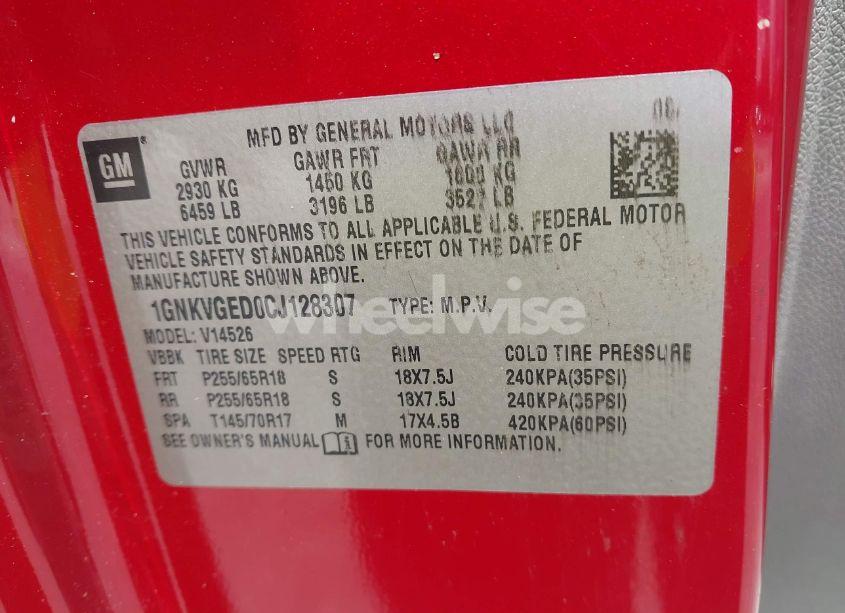 GM
MFD BY GENERAL MOTORS LLC
08/
GVWR GAWR FRT GAWR RR
2930 KG 1450 KG 1600 KG
6459 LB 3196 LB 3527 LB
THIS VEHICLE CONFORMS TO ALL APPLICABLE U.S. FEDERAL MOTOR
VEHICLE SAFETY STANDARDS IN EFFECT ON THE DATE OF
MANUFACTURE SHOWN ABOVE.
1GNKVGED0CJ128307 TYPE: M.P.V.
wheelwise
MODEL: V14526
VBBK TIRE SIZE SPEED RTG RIM COLD TIRE PRESSURE
FRT P255/65R18 S 18X7.5J 240KPA(35PSI)
RR P255/65R18 S 18X7.5J 240KPA(35PSI)
SPA T145/70R17 M 17X4.5B 420KPA(60PSI)
SEE OWNER'S MANUAL FOR MORE INFORMATION.